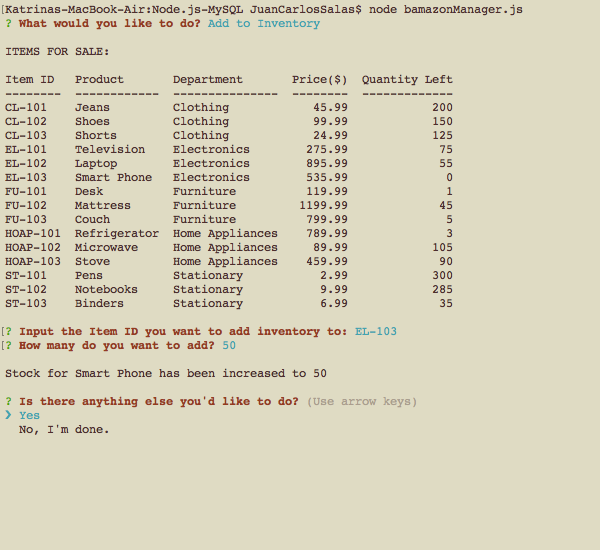 [Katrinas-MacBook-Air:Node.js-MySQL JuanCarlosSalas$ node bamazonManager.js
? What would you like to do? Add to Inventory
ITEMS FOR SALE:
Item ID  Product  Department  Price($)  Quantity Left
--------  ------------  ---------------  --------  -------------
CL-101  Jeans  Clothing  45.99  200
CL-102  Shoes  Clothing  99.99  150
CL-103  Shorts  Clothing  24.99  125
EL-101  Television  Electronics  275.99  75
EL-102  Laptop  Electronics  895.99  55
EL-103  Smart Phone  Electronics  535.99  0
FU-101  Desk  Furniture  119.99  1
FU-102  Mattress  Furniture  1199.99  45
FU-103  Couch  Furniture  799.99  5
HOAP-101  Refrigerator  Home Appliances  789.99  3
HOAP-102  Microwave  Home Appliances  89.99  105
HOAP-103  Stove  Home Appliances  459.99  90
ST-101  Pens  Stationary  2.99  300
ST-102  Notebooks  Stationary  9.99  285
ST-103  Binders  Stationary  6.99  35
[? Input the Item ID you want to add inventory to: EL-103
[? How many do you want to add? 50
Stock for Smart Phone has been increased to 50
? Is there anything else you'd like to do? (Use arrow keys)
❯ Yes
No, I'm done.